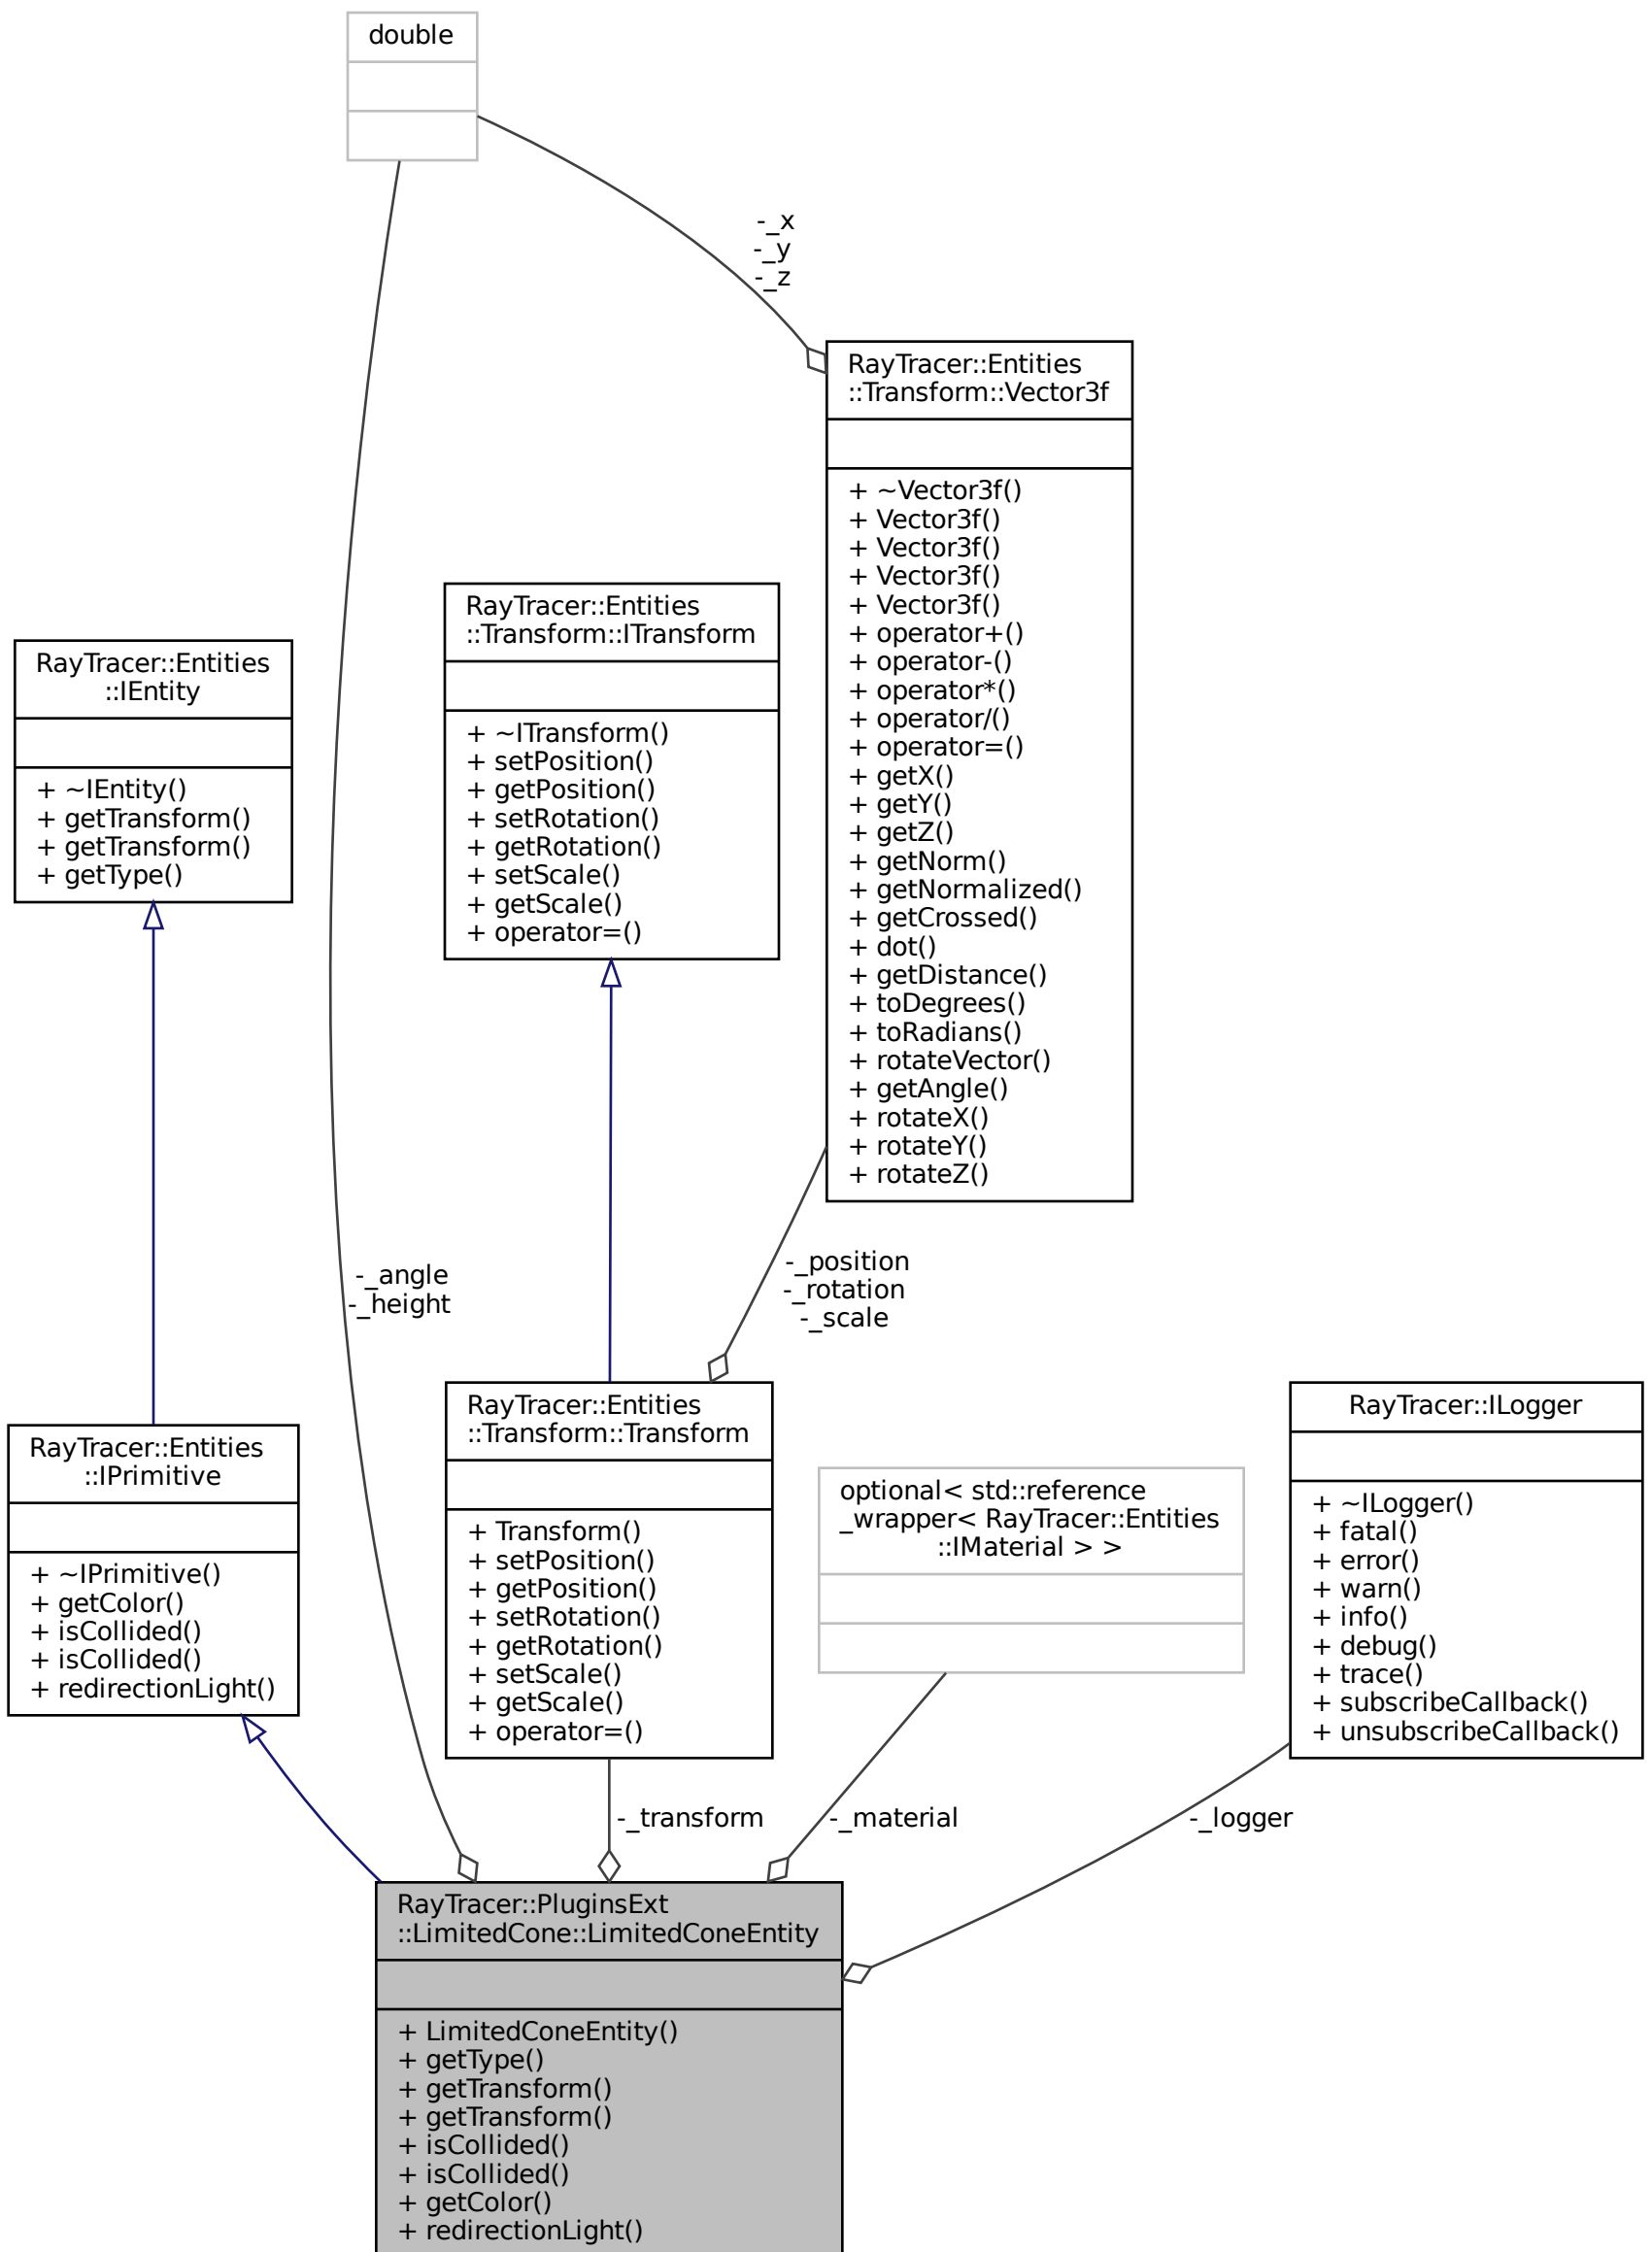 double
-_x
-_y
-_z
RayTracer::Entities
::Transform::Vector3f
+ ~Vector3f()
+ Vector3f()
+ Vector3f()
+ Vector3f()
+ Vector3f()
+ operator+()
+ operator-()
+ operator*()
+ operator/()
+ operator=()
+ getX()
+ getY()
+ getZ()
+ getNorm()
+ getNormalized()
+ getCrossed()
+ dot()
+ getDistance()
+ toDegrees()
+ toRadians()
+ rotateVector()
+ getAngle()
+ rotateX()
+ rotateY()
+ rotateZ()
RayTracer::Entities
::Transform::ITransform
+ ~ITransform()
+ setPosition()
+ getPosition()
+ setRotation()
+ getRotation()
+ setScale()
+ getScale()
+ operator=()
RayTracer::Entities
::IEntity
+ ~IEntity()
+ getTransform()
+ getTransform()
+ getType()
-_angle
-_height
-_position
-_rotation
-_scale
RayTracer::Entities
::IPrimitive
+ ~IPrimitive()
+ getColor()
+ isCollided()
+ isCollided()
+ redirectionLight()
RayTracer::Entities
::Transform::Transform
+ Transform()
+ setPosition()
+ getPosition()
+ setRotation()
+ getRotation()
+ setScale()
+ getScale()
+ operator=()
optional< std::reference
_wrapper< RayTracer::Entities
::IMaterial > >
RayTracer::ILogger
+ ~ILogger()
+ fatal()
+ error()
+ warn()
+ info()
+ debug()
+ trace()
+ subscribeCallback()
+ unsubscribeCallback()
-_transform
-_material
-_logger
RayTracer::PluginsExt
::LimitedCone::LimitedConeEntity
+ LimitedConeEntity()
+ getType()
+ getTransform()
+ getTransform()
+ isCollided()
+ isCollided()
+ getColor()
+ redirectionLight()